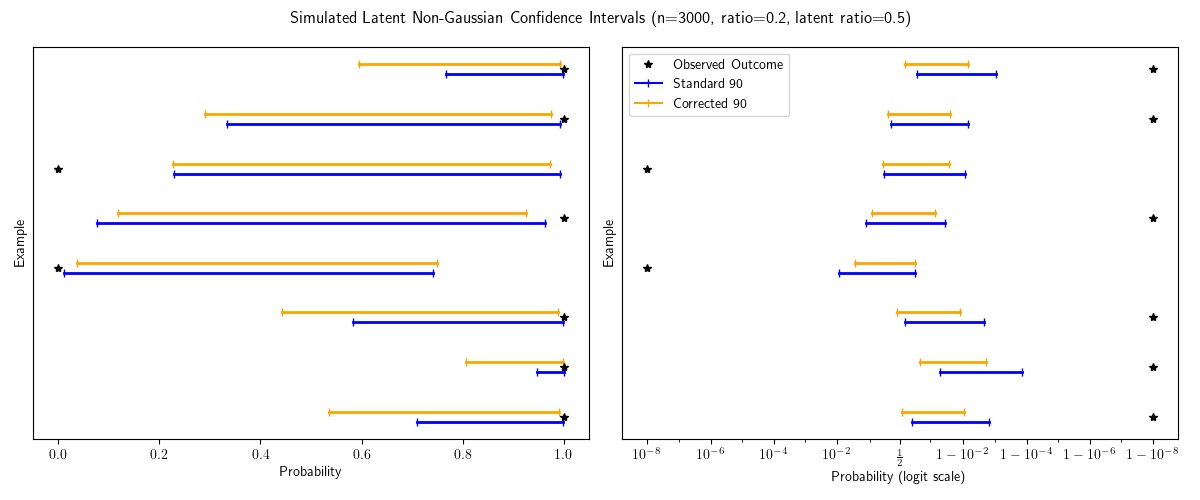 Simulated Latent Non-Gaussian Confidence Intervals (n=3000, ratio=0.2, latent ratio=0.5)
Example
0.0 0.2 0.4 0.6 0.8 1.0
Probability
Observed Outcome
Standard 90
Corrected 90
Example
10⁻⁸ 10⁻⁶ 10⁻⁴ 10⁻² 1/2 1 − 10⁻² 1 − 10⁻⁴ 1 − 10⁻⁶ 1 − 10⁻⁸
Probability (logit scale)